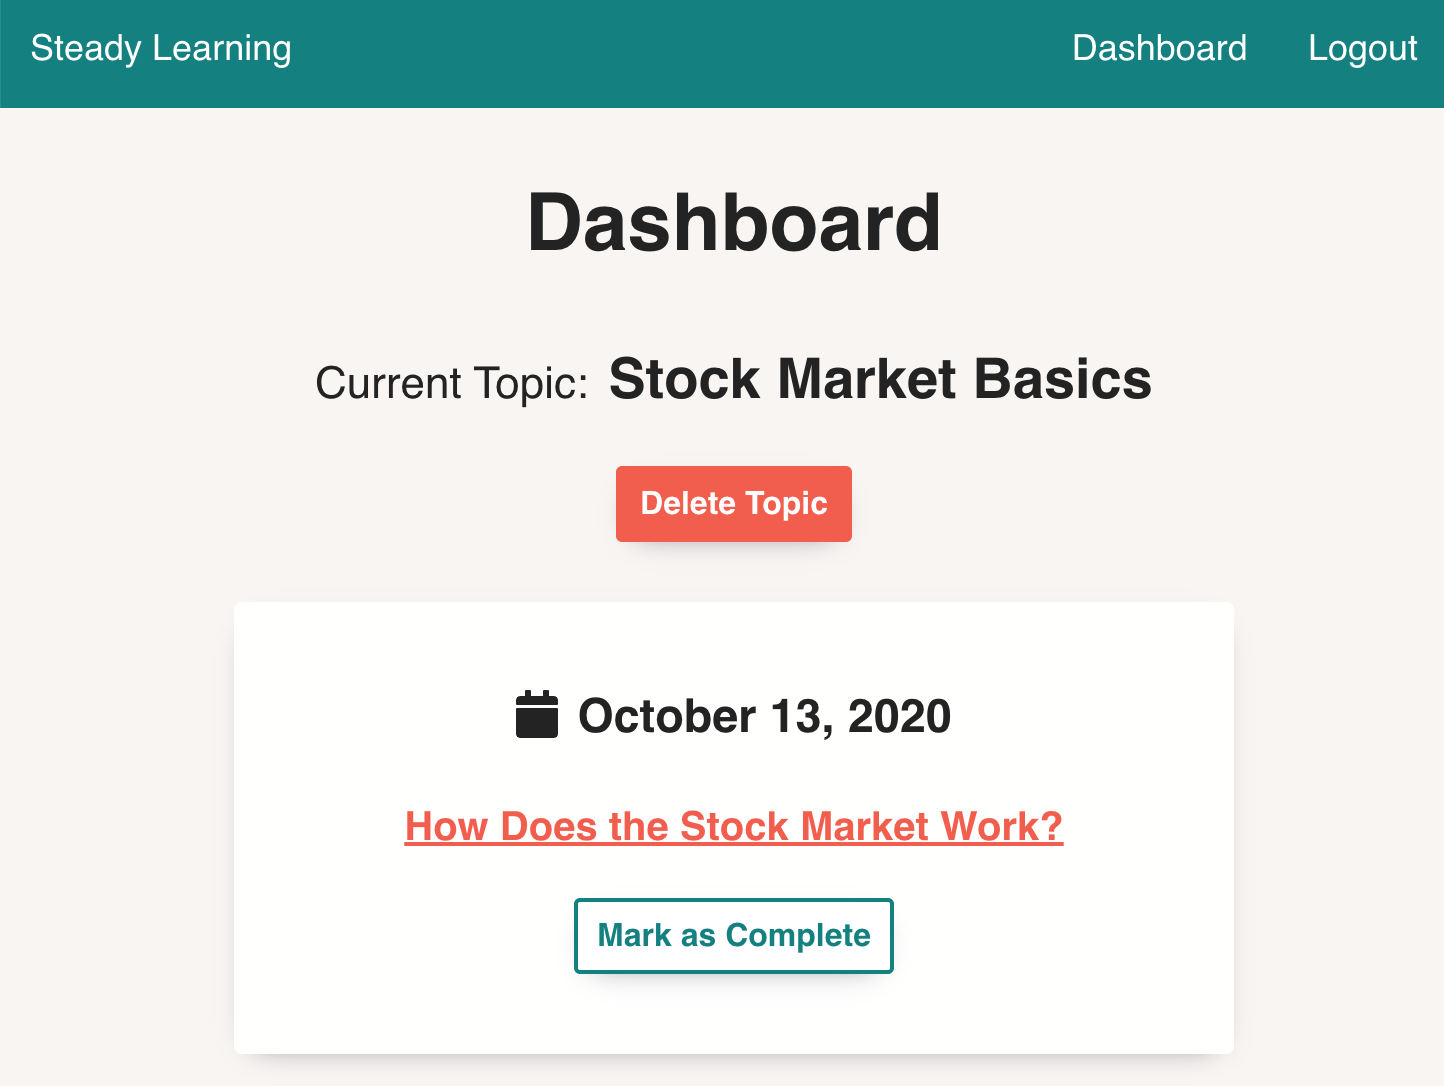 Steady Learning Dashboard Logout
Dashboard
Current Topic: Stock Market Basics
Delete Topic
October 13, 2020
How Does the Stock Market Work?
Mark as Complete